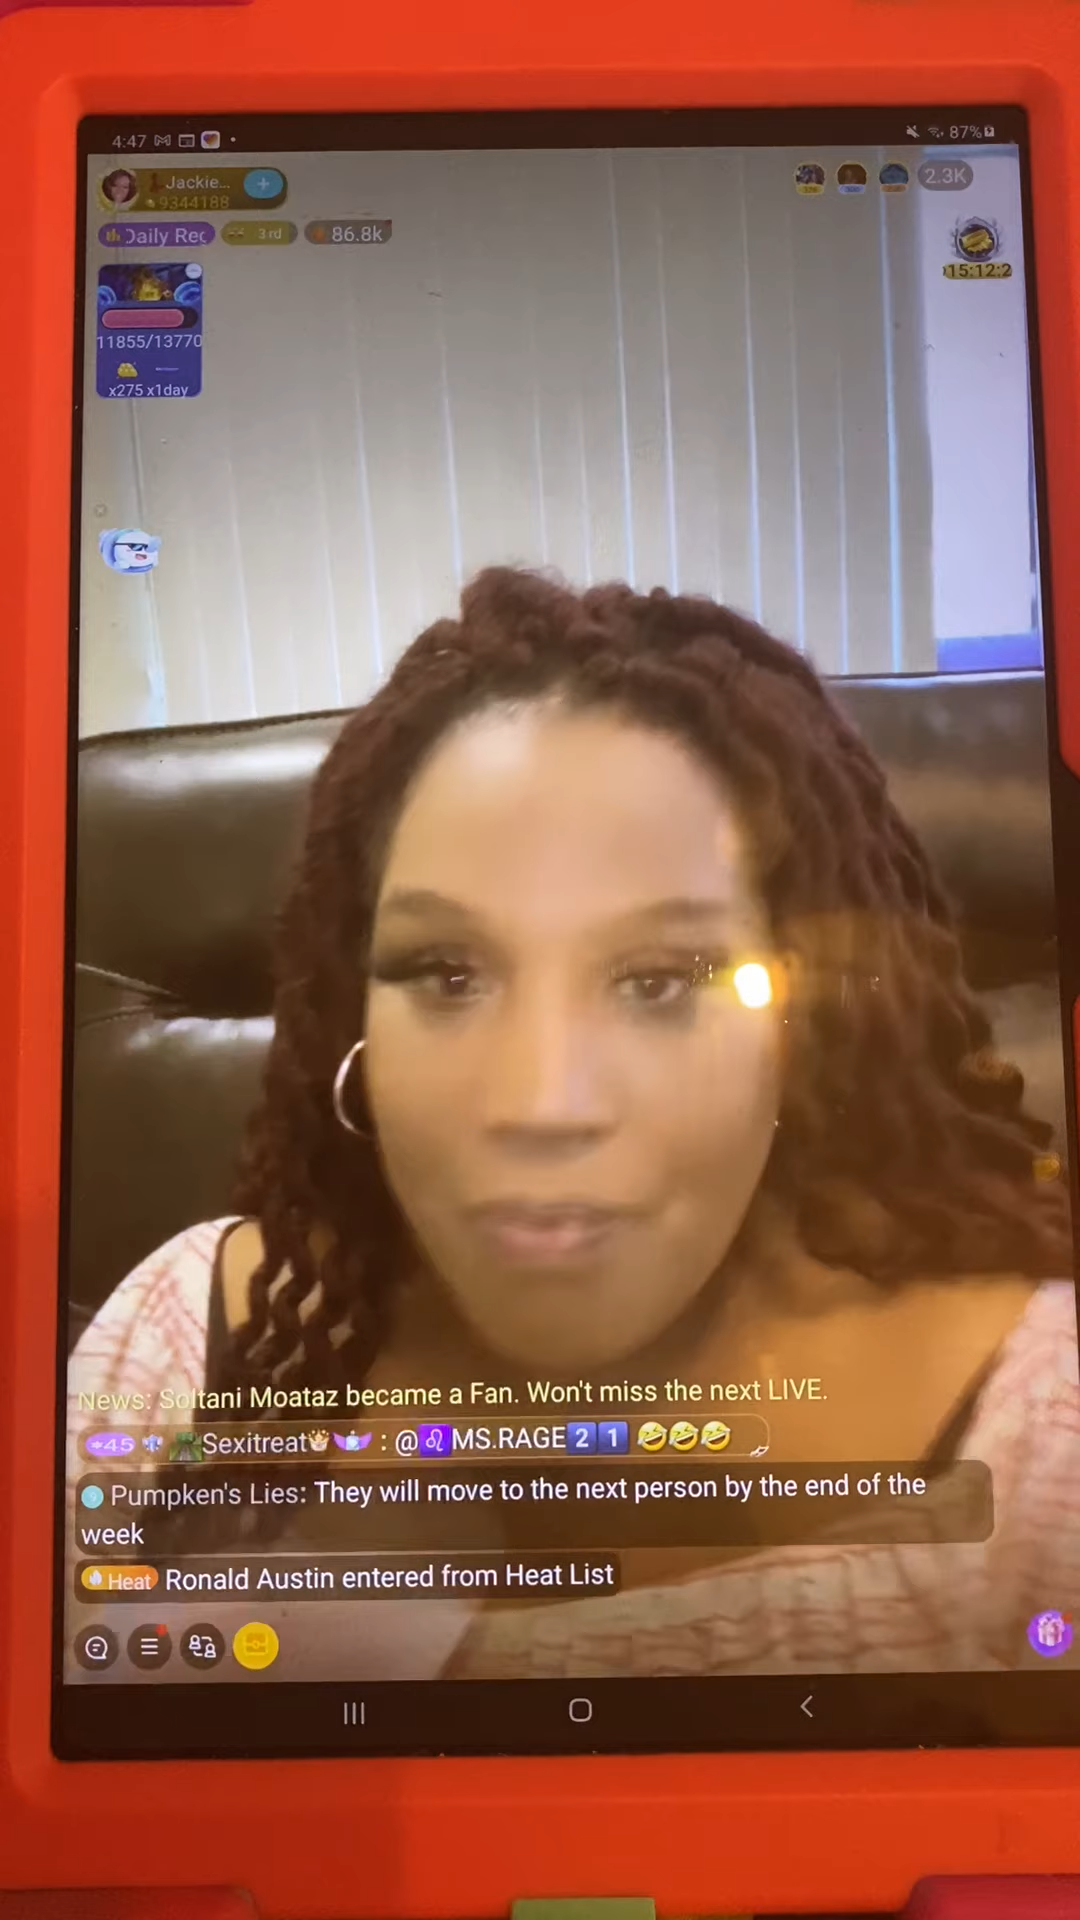 4:47
87%
Jackie...
9344188
2.3K
Daily Rec
3rd
86.8k
15:12:2
11855/13770
x275 x1day
News: Soltani Moataz became a Fan. Won't miss the next LIVE.
45 Sexitreat👑 : @♌MS.RAGE2️⃣1️⃣ 🤣🤣🤣
9 Pumpken's Lies: They will move to the next person by the end of the
week
Heat Ronald Austin entered from Heat List